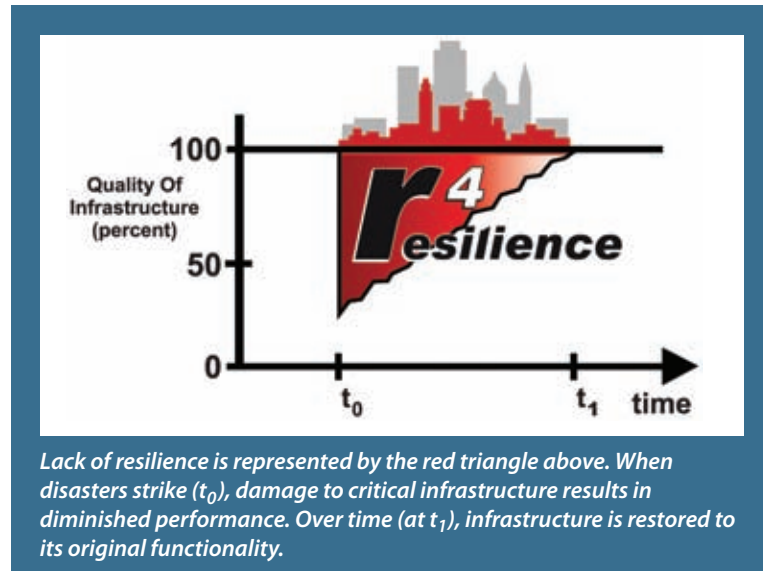 100
Quality Of
Infrastructure
(percent)
50
0
r4esilience
t0
t1
time
Lack of resilience is represented by the red triangle above. When
disasters strike (t0), damage to critical infrastructure results in
diminished performance. Over time (at t1), infrastructure is restored to
its original functionality.